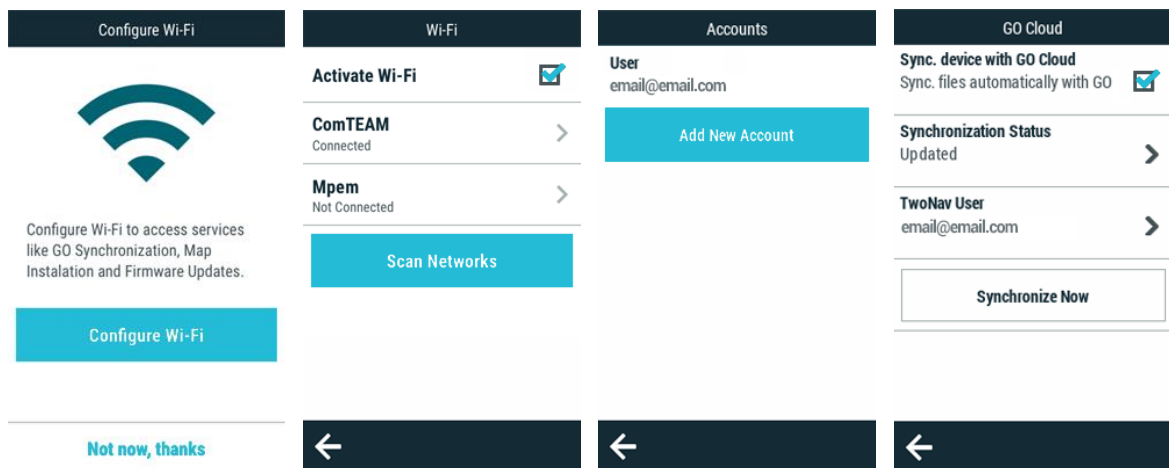 Configure Wi-Fi
Configure Wi-Fi to access services
like GO Synchronization, Map
Instalation and Firmware Updates.
Configure Wi-Fi
Not now, thanks
Wi-Fi
Activate Wi-Fi
ComTEAM
Connected
Mpem
Not Connected
Scan Networks
Accounts
User
email@email.com
Add New Account
GO Cloud
Sync. device with GO Cloud
Sync. files automatically with GO
Synchronization Status
Updated
TwoNav User
email@email.com
Synchronize Now